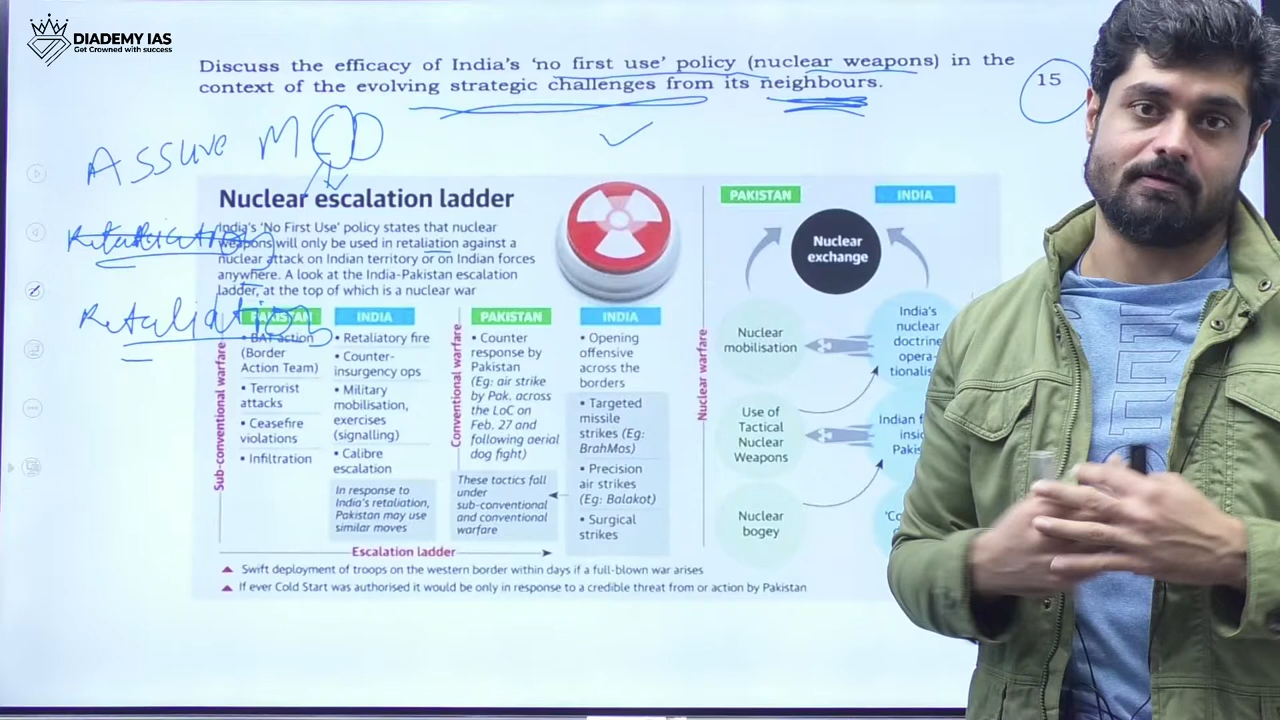 DIADEMY IAS
Get Crowned with success
Discuss the efficacy of India's 'no first use' policy (nuclear weapons) in the
context of the evolving strategic challenges from its neighbours.
15
Assure M
Retaliation
Nuclear escalation ladder
India's 'No First Use' policy states that nuclear
weapons will only be used in retaliation against a
nuclear attack on Indian territory or on Indian forces
anywhere. A look at the India-Pakistan escalation
ladder, at the top of which is a nuclear war
Sub-conventional warfare
PAKISTAN
• BAT action
(Border
Action Team)
• Terrorist
attacks
• Ceasefire
violations
• Infiltration
INDIA
• Retaliatory fire
• Counter-
insurgency ops
• Military
mobilisation,
exercises
(signalling)
• Calibre
escalation
In response to
India's retaliation,
Pakistan may use
similar moves
Conventional warfare
PAKISTAN
• Counter
response by
Pakistan
(Eg: air strike
by Pak. across
the LoC on
Feb. 27 and
following aerial
dog fight)
These tactics fall
under
sub-conventional
and conventional
warfare
INDIA
• Opening
offensive
across the
borders
• Targeted
missile
strikes (Eg:
BrahMos)
• Precision
air strikes
(Eg: Balakot)
• Surgical
strikes
Escalation ladder
Swift deployment of troops on the western border within days if a full-blown war arises
If ever Cold Start was authorised it would be only in response to a credible threat from or action by Pakistan
Nuclear warfare
PAKISTAN
INDIA
Nuclear
exchange
Nuclear
mobilisation
India's
nuclear
doctrine
opera-
tionalis
Use of
Tactical
Nuclear
Weapons
Indian f
insi
Pakis
Nuclear
bogey
'Co